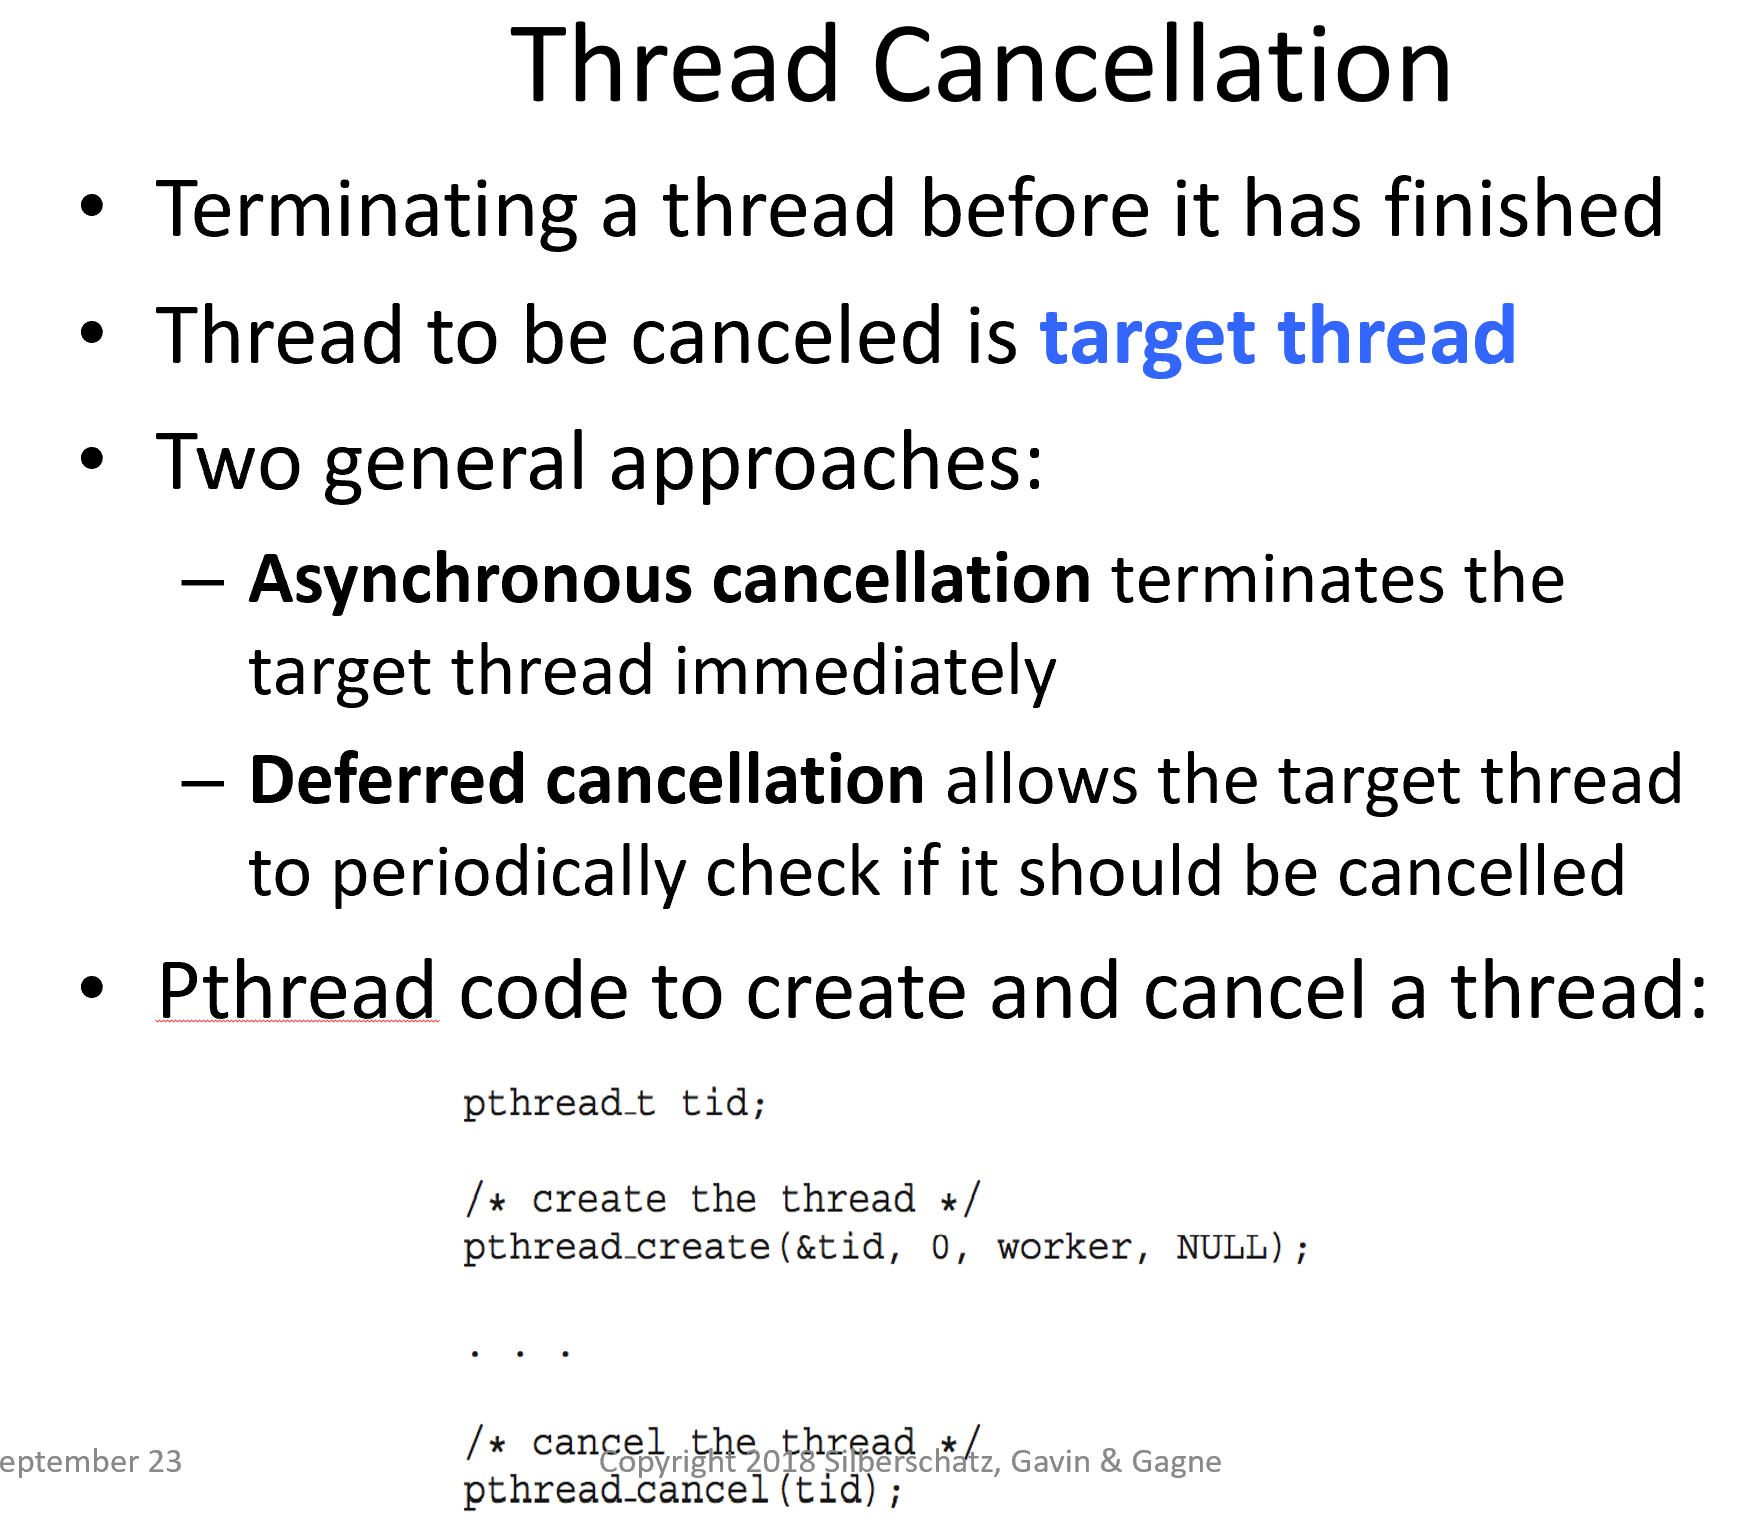 Thread Cancellation
• Terminating a thread before it has finished
• Thread to be canceled is target thread
• Two general approaches:
– Asynchronous cancellation terminates the
target thread immediately
– Deferred cancellation allows the target thread
to periodically check if it should be cancelled
• Pthread code to create and cancel a thread:
pthread_t tid;
/* create the thread */
pthread_create(&tid, 0, worker, NULL);
. . .
/* cancel the thread */
eptember 23
Copyright 2018 Silberschatz, Gavin & Gagne
pthread_cancel(tid);